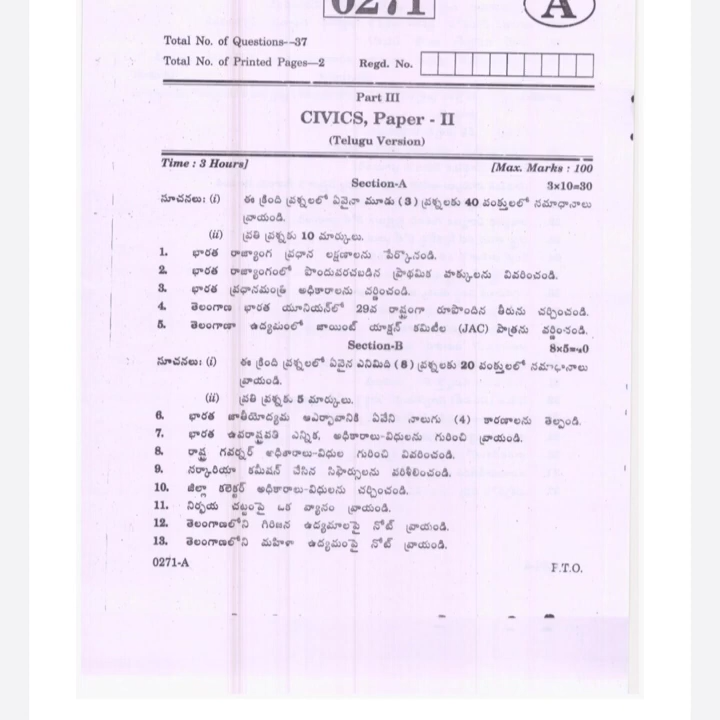 0271
A
Total No. of Questions—37
Total No. of Printed Pages—2 Regd. No.
Part III
CIVICS, Paper - II
(Telugu Version)
Time : 3 Hours] [Max. Marks : 100
Section-A 3×10=30
సూచనలు: (i) ఈ క్రింది ప్రశ్నలలో ఏవైనా మూడు (3) ప్రశ్నలకు 40 పంక్తులలో సమాధానాలు
వ్రాయండి.
(ii) ప్రతి ప్రశ్నకు 10 మార్కులు.
1. భారత రాజ్యాంగ ప్రధాన లక్షణాలను పేర్కొనండి.
2. భారత రాజ్యాంగంలో పొందుపరచబడిన ప్రాథమిక హక్కులను వివరించండి.
3. భారత ప్రధానమంత్రి అధికారాలను చర్చించండి.
4. తెలంగాణ భారత యూనియన్‌లో 29వ రాష్ట్రంగా రూపొందిన తీరును చర్చించండి.
5. తెలంగాణా ఉద్యమంలో జాయింట్ యాక్షన్ కమిటీల (JAC) పాత్రను వర్ణించండి.
Section-B 8×5=40
సూచనలు: (i) ఈ క్రింది ప్రశ్నలలో ఏవైన ఎనిమిది (8) ప్రశ్నలకు 20 పంక్తులలో సమాధానాలు
వ్రాయండి.
(ii) ప్రతి ప్రశ్నకు 5 మార్కులు.
6. భారత జాతీయోద్యమ ఆవిర్భావానికి ఏవేని నాలుగు (4) కారణాలను తెల్పండి.
7. భారత ఉపరాష్ట్రపతి ఎన్నిక, అధికారాలు-విధులను గురించి వ్రాయండి.
8. రాష్ట్ర గవర్నర్ అధికారాలు-విధుల గురించి వివరించండి.
9. సర్కారియా కమీషన్ చేసిన సిఫార్సులను పరిశీలించండి.
10. జిల్లా కలెక్టర్ అధికారాలు-విధులను చర్చించండి.
11. నిర్భయ చట్టంపై ఒక వ్యాసం వ్రాయండి.
12. తెలంగాణలోని గిరిజన ఉద్యమాలపై నోట్ వ్రాయండి.
13. తెలంగాణలోని మహిళా ఉద్యమంపై నోట్ వ్రాయండి.
0271-A P.T.O.